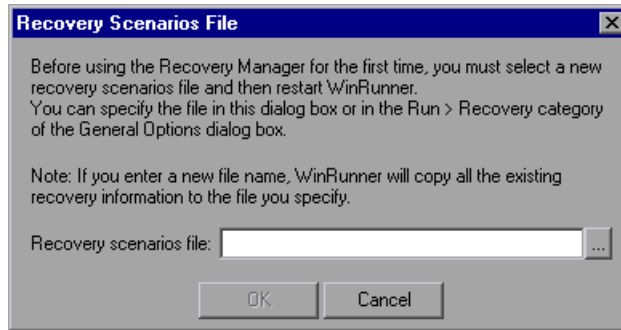 Recovery Scenarios File
Before using the Recovery Manager for the first time, you must select a new
recovery scenarios file and then restart WinRunner.
You can specify the file in this dialog box or in the Run > Recovery category
of the General Options dialog box.
Note: If you enter a new file name, WinRunner will copy all the existing
recovery information to the file you specify.
Recovery scenarios file:
...
OK
Cancel